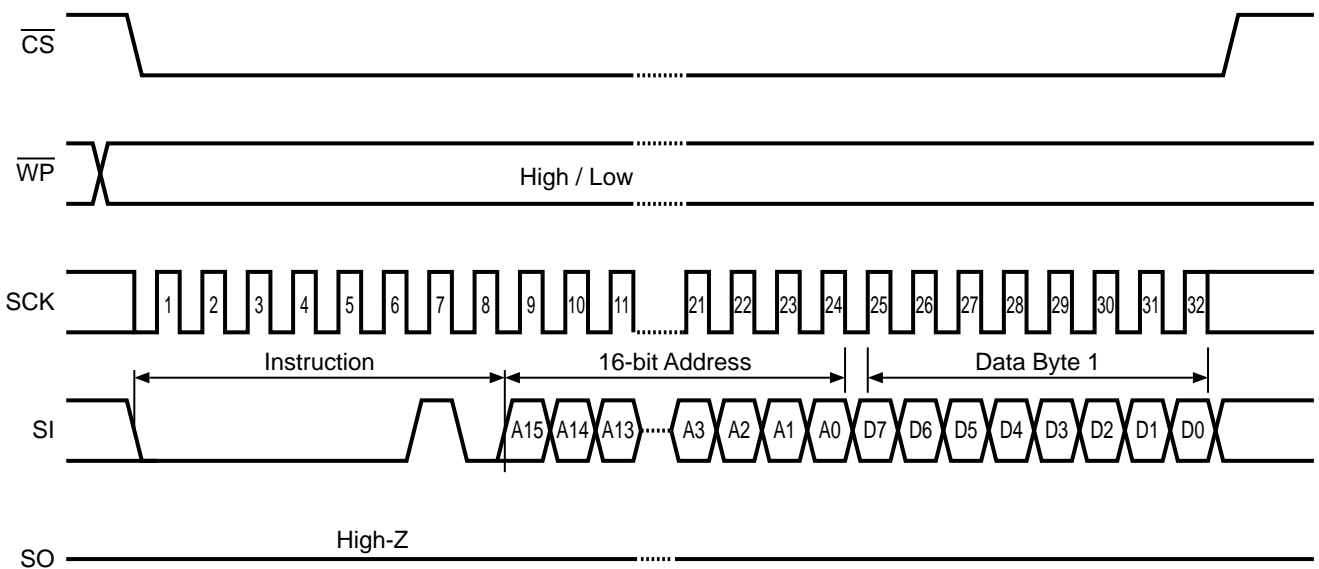 CS
WP
High / Low
SCK
1 2 3 4 5 6 7 8 9 10 11 21 22 23 24 25 26 27 28 29 30 31 32
Instruction 16-bit Address Data Byte 1
SI
A15 A14 A13 A3 A2 A1 A0 D7 D6 D5 D4 D3 D2 D1 D0
High-Z
SO